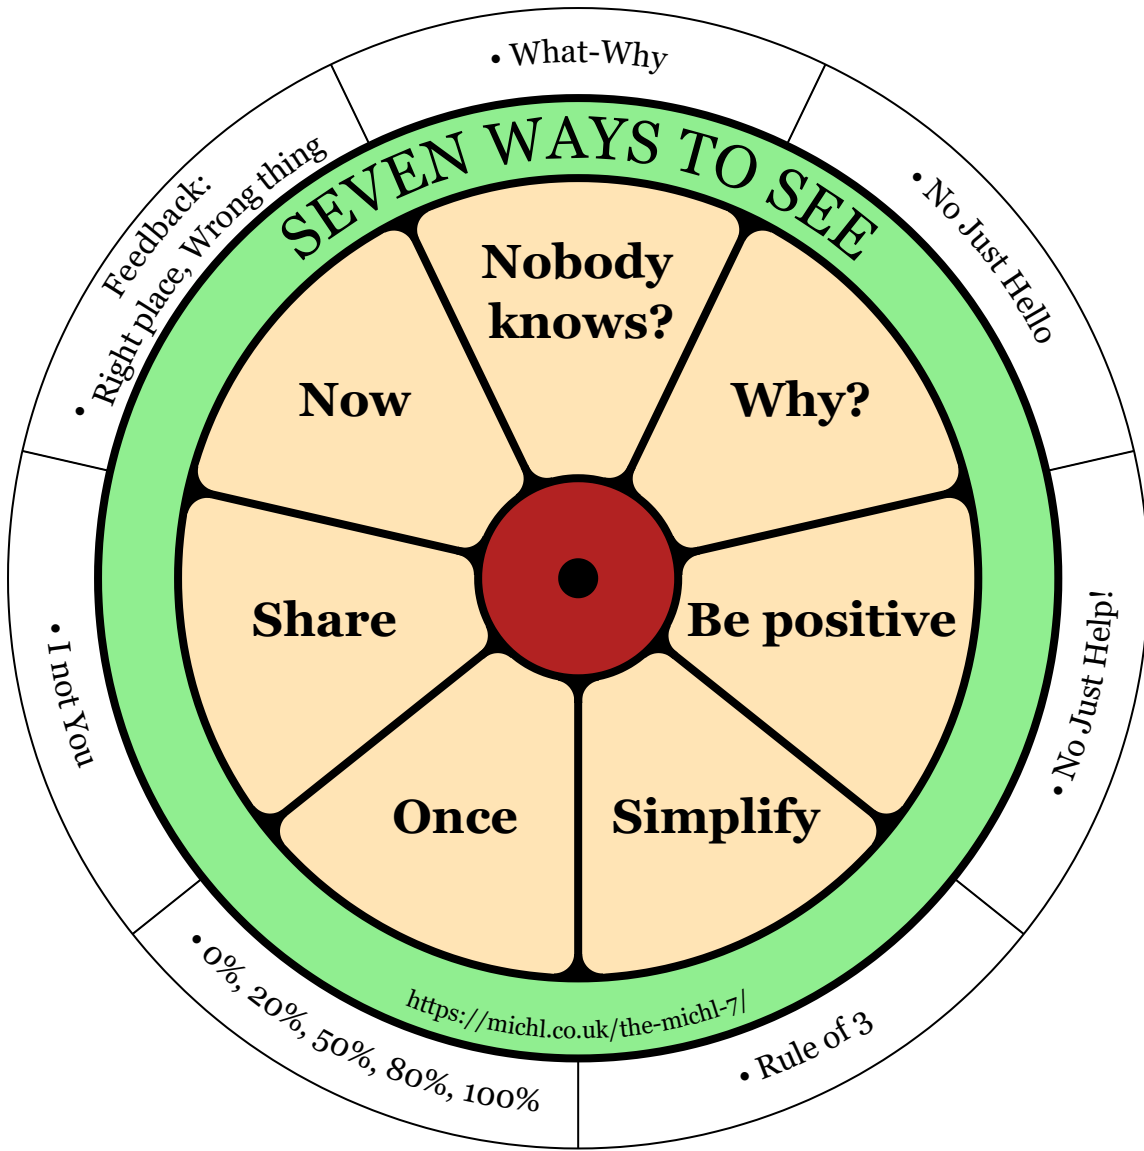 • What-Why
• No Just Hello
• No Just Help!
• Rule of 3
• 0%, 20%, 50%, 80%, 100%
• I not You
Feedback:
• Right place, Wrong thing
SEVEN WAYS TO SEE
Nobody
knows?
Why?
Be positive
Simplify
Once
Share
Now
https://michl.co.uk/the-michl-7/